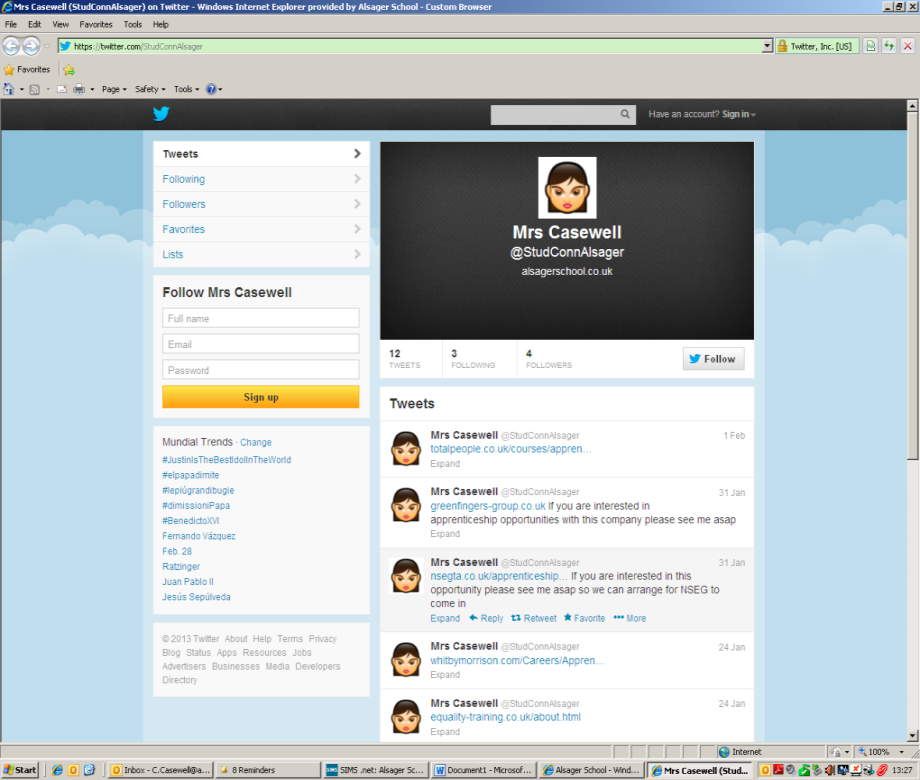 Mrs Casewell (StudConnAlsager) on Twitter - Windows Internet Explorer provided by Alsager School - Custom Browser
File Edit View Favorites Tools Help
https://twitter.com/StudConnAlsager
Twitter, Inc. [US]
Favorites
Page Safety Tools
Have an account? Sign in
Tweets
Following
Followers
Favorites
Lists
Follow Mrs Casewell
Full name
Email
Password
Sign up
Mundial Trends · Change
#JustinIsTheBestIdolInTheWorld
#elpapadimite
#lepiúgrandibugie
#dimissioniPapa
#BenedictoXVI
Fernando Vázquez
Feb. 28
Ratzinger
Juan Pablo II
Jesús Sepúlveda
© 2013 Twitter About Help Terms Privacy
Blog Status Apps Resources Jobs
Advertisers Businesses Media Developers
Directory
Mrs Casewell
@StudConnAlsager
alsagerschool.co.uk
12 3 4
TWEETS FOLLOWING FOLLOWERS
Follow
Tweets
Mrs Casewell @StudConnAlsager 1 Feb
totalpeople.co.uk/courses/appren...
Expand
Mrs Casewell @StudConnAlsager 31 Jan
greenfingers-group.co.uk If you are interested in
apprenticeship opportunities with this company please see me asap
Expand
Mrs Casewell @StudConnAlsager 31 Jan
nsegta.co.uk/apprenticeship... If you are interested in this
opportunity please see me asap so we can arrange for NSEG to
come in
Expand Reply Retweet Favorite More
Mrs Casewell @StudConnAlsager 24 Jan
whitbymorrison.com/Careers/Appren...
Expand
Mrs Casewell @StudConnAlsager 24 Jan
equality-training.co.uk/about.html
Expand
Internet 100%
Start Inbox - C.Casewell@a... 8 Reminders SIMS .net: Alsager Sc... Document1 - Microsof... Alsager School - Wind... Mrs Casewell (Stud... 13:27